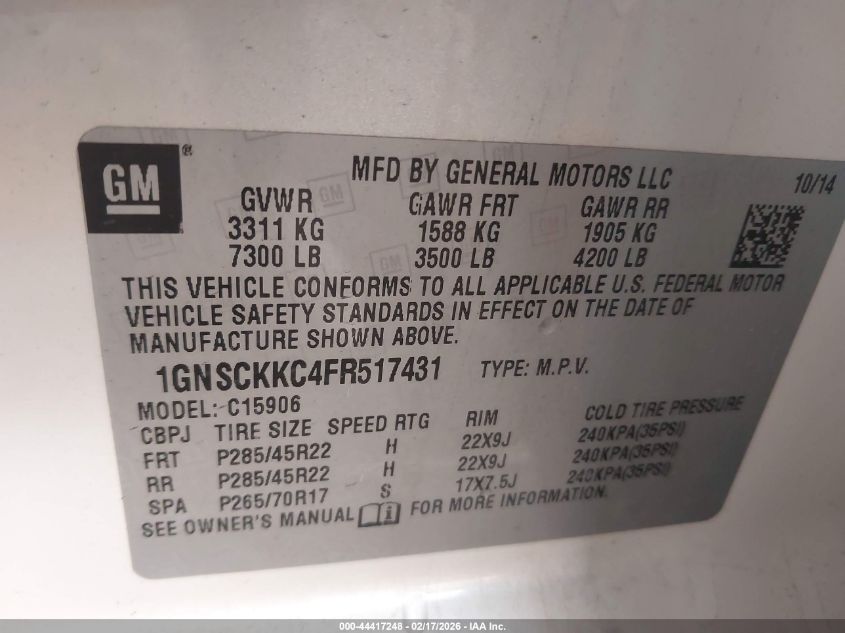 GM®
MFD BY GENERAL MOTORS LLC
10/14
GVWR GAWR FRT GAWR RR
3311 KG 1588 KG 1905 KG
7300 LB 3500 LB 4200 LB
THIS VEHICLE CONFORMS TO ALL APPLICABLE U.S. FEDERAL MOTOR
VEHICLE SAFETY STANDARDS IN EFFECT ON THE DATE OF
MANUFACTURE SHOWN ABOVE.
1GNSCKKC4FR517431 TYPE: M.P.V.
MODEL: C15906
CBPJ TIRE SIZE SPEED RTG RIM COLD TIRE PRESSURE
FRT P285/45R22 H 22X9J 240KPA(35PSI)
RR P285/45R22 H 22X9J 240KPA(35PSI)
SPA P265/70R17 S 17X7.5J 240KPA(35PSI)
SEE OWNER'S MANUAL FOR MORE INFORMATION.
000-44417248 - 02/17/2026 - IAA Inc.